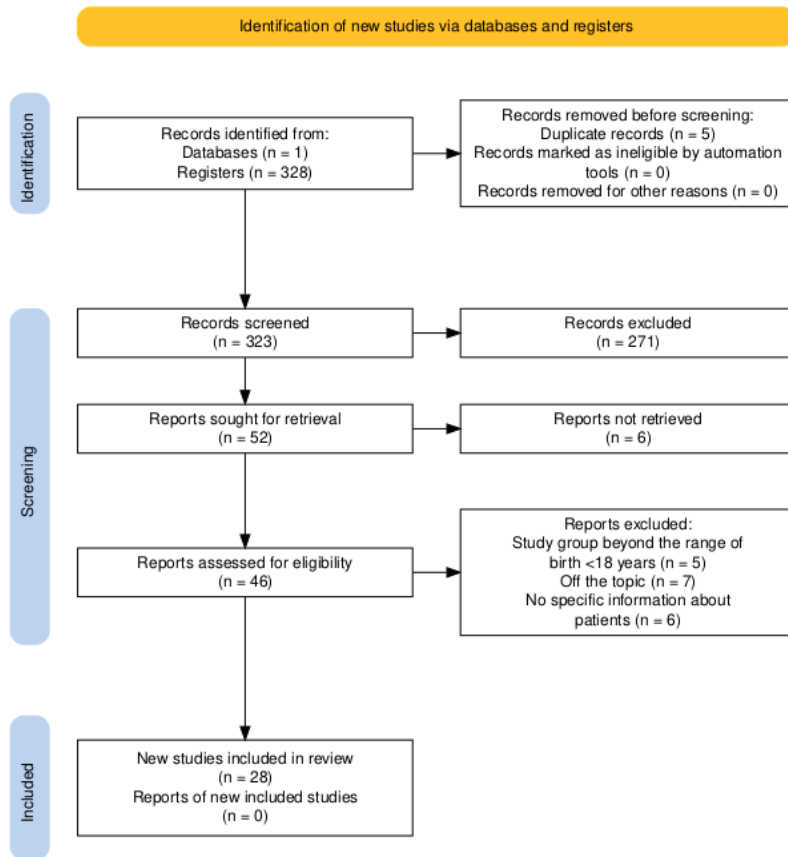 Identification of new studies via databases and registers
Identification
Records identified from:
Databases (n = 1)
Registers (n = 328)
Records removed before screening:
Duplicate records (n = 5)
Records marked as ineligible by automation
tools (n = 0)
Records removed for other reasons (n = 0)
Screening
Records screened
(n = 323)
Records excluded
(n = 271)
Reports sought for retrieval
(n = 52)
Reports not retrieved
(n = 6)
Reports assessed for eligibility
(n = 46)
Reports excluded:
Study group beyond the range of
birth <18 years (n = 5)
Off the topic (n = 7)
No specific information about
patients (n = 6)
Included
New studies included in review
(n = 28)
Reports of new included studies
(n = 0)